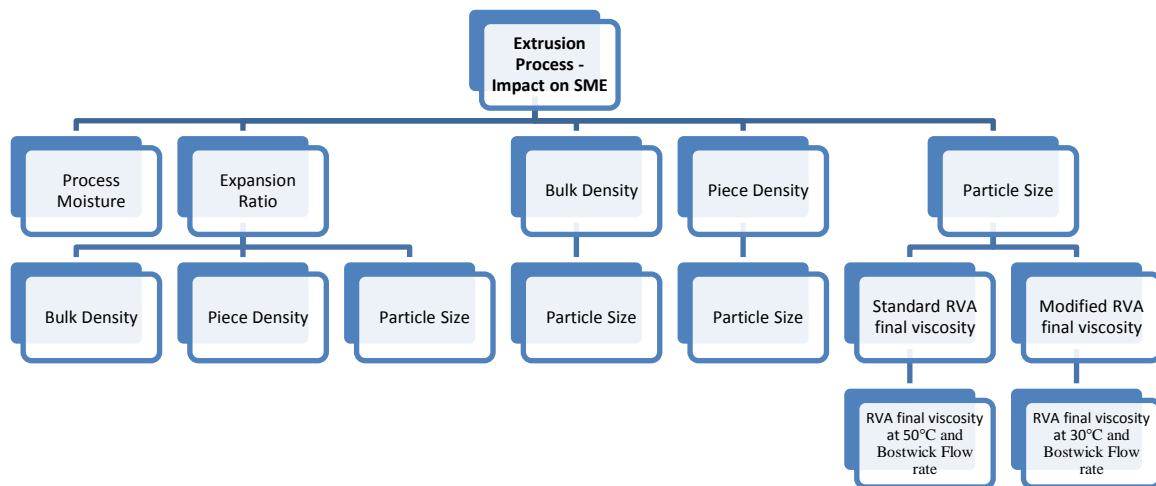 Extrusion
Process -
Impact on SME
Process
Moisture
Expansion
Ratio
Bulk Density
Piece Density
Particle Size
Bulk Density
Piece Density
Particle Size
Particle Size
Particle Size
Standard RVA
final viscosity
Modified RVA
final viscosity
RVA final viscosity
at 50°C and
Bostwick Flow
rate
RVA final viscosity
at 30°C and
Bostwick Flow
rate